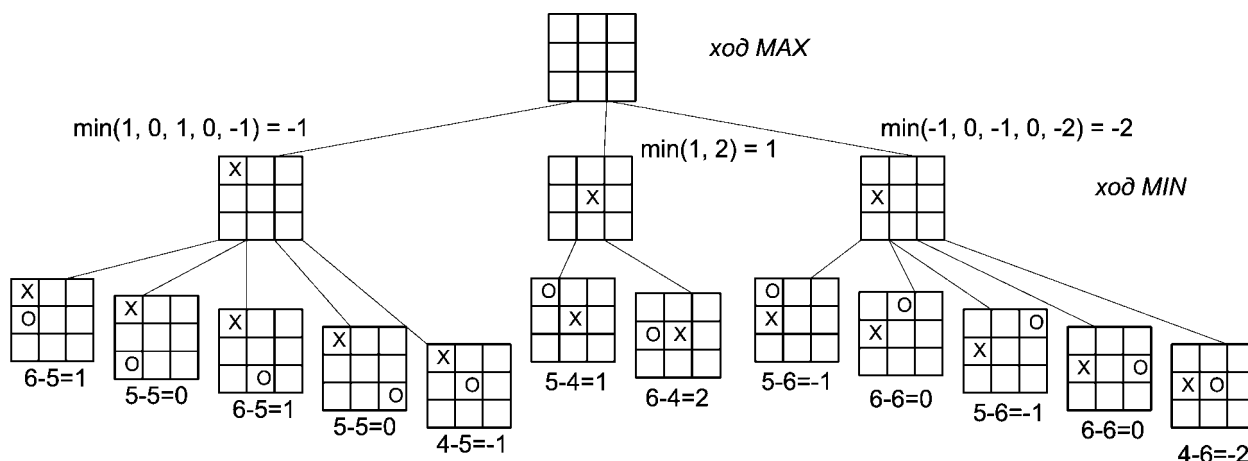 ход MAX
min(1, 0, 1, 0, -1) = -1
min(1, 2) = 1
min(-1, 0, -1, 0, -2) = -2
ход MIN
X
X
X
X
O
6-5=1
X
O
5-5=0
X
O
6-5=1
X
O
5-5=0
X
O
4-5=-1
O
X
5-4=1
O X
6-4=2
O
X
5-6=-1
O
X
6-6=0
O
X
5-6=-1
X O
6-6=0
X O
4-6=-2